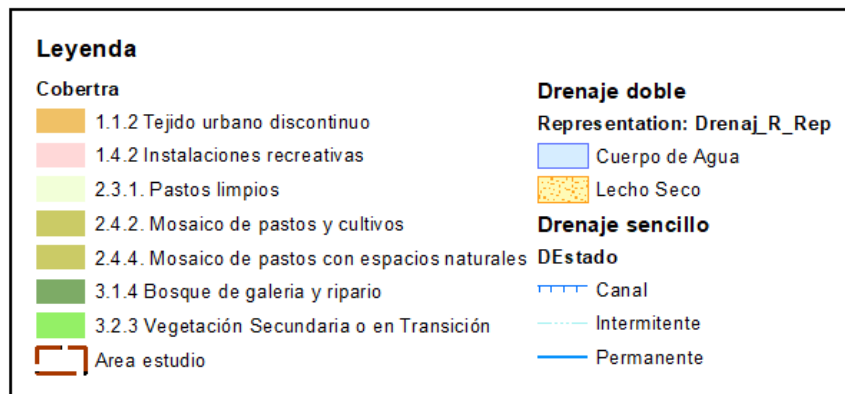 Leyenda
Cobertra
1.1.2 Tejido urbano discontinuo
1.4.2 Instalaciones recreativas
2.3.1. Pastos limpios
2.4.2. Mosaico de pastos y cultivos
2.4.4. Mosaico de pastos con espacios naturales
3.1.4 Bosque de galeria y ripario
3.2.3 Vegetación Secundaria o en Transición
Area estudio
Drenaje doble
Representation: Drenaj_R_Rep
Cuerpo de Agua
Lecho Seco
Drenaje sencillo
DEstado
Canal
Intermitente
Permanente